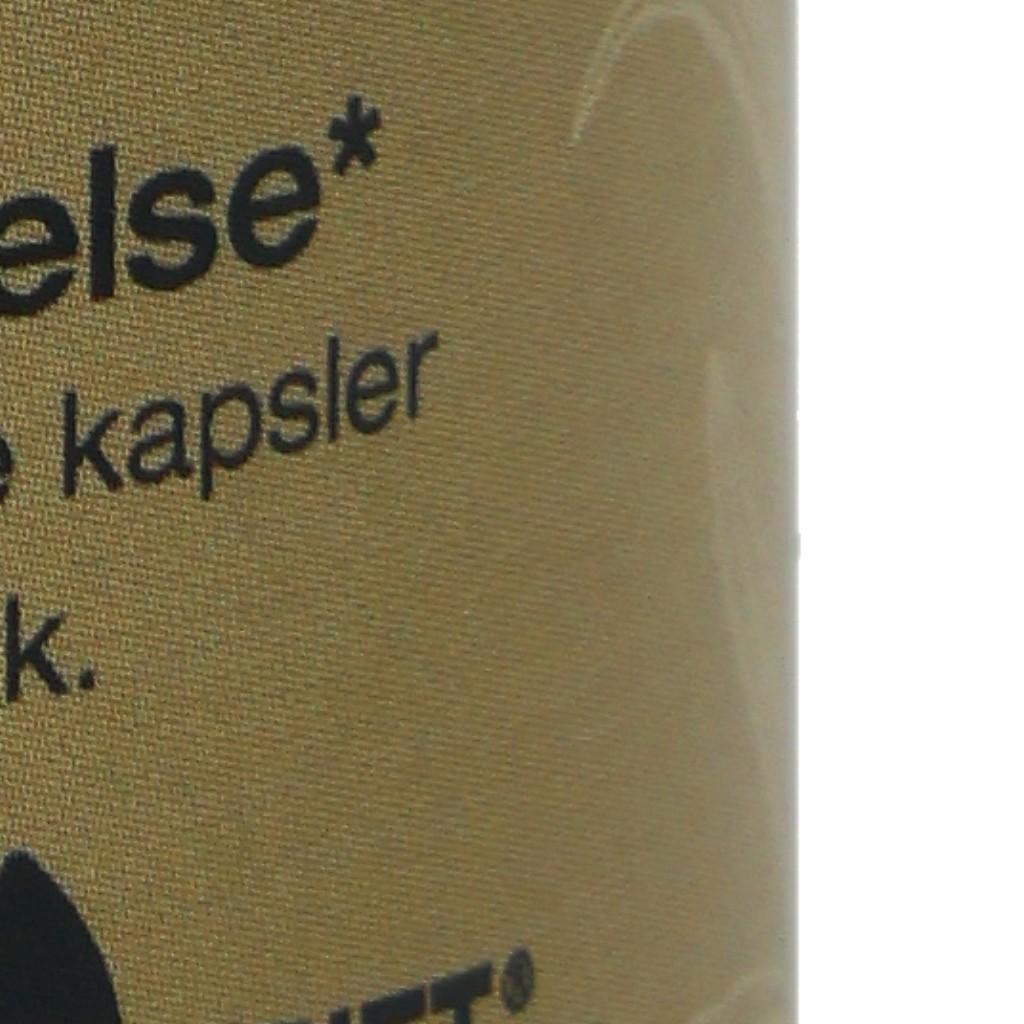 else*
kapsler
k.